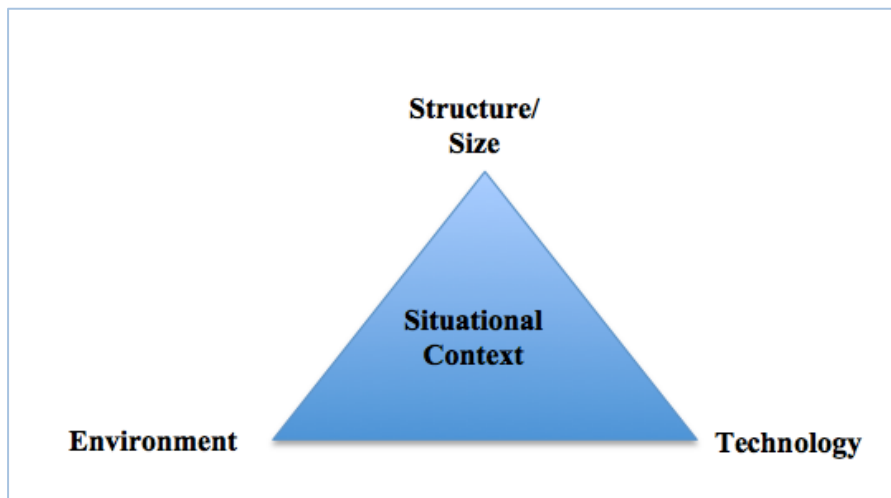 Structure/
Size
Situational
Context
Environment
Technology